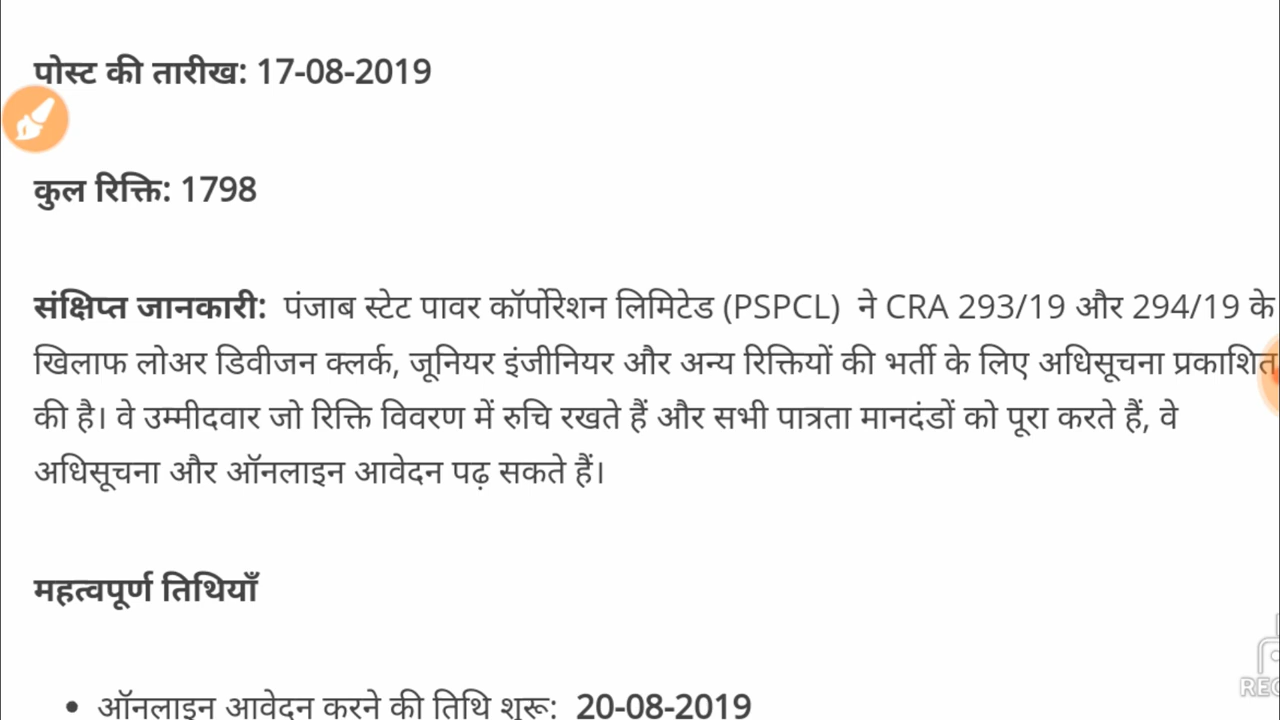 पोस्ट की तारीख: 17-08-2019
कुल रिक्ति: 1798
संक्षिप्त जानकारी: पंजाब स्टेट पावर कॉर्पोरेशन लिमिटेड (PSPCL) ने CRA 293/19 और 294/19 के
खिलाफ लोअर डिवीजन क्लर्क, जूनियर इंजीनियर और अन्य रिक्तियों की भर्ती के लिए अधिसूचना प्रकाशित
की है। वे उम्मीदवार जो रिक्ति विवरण में रुचि रखते हैं और सभी पात्रता मानदंडों को पूरा करते हैं, वे
अधिसूचना और ऑनलाइन आवेदन पढ़ सकते हैं।
महत्वपूर्ण तिथियाँ
• ऑनलाइन आवेदन करने की तिथि शुरू: 20-08-2019